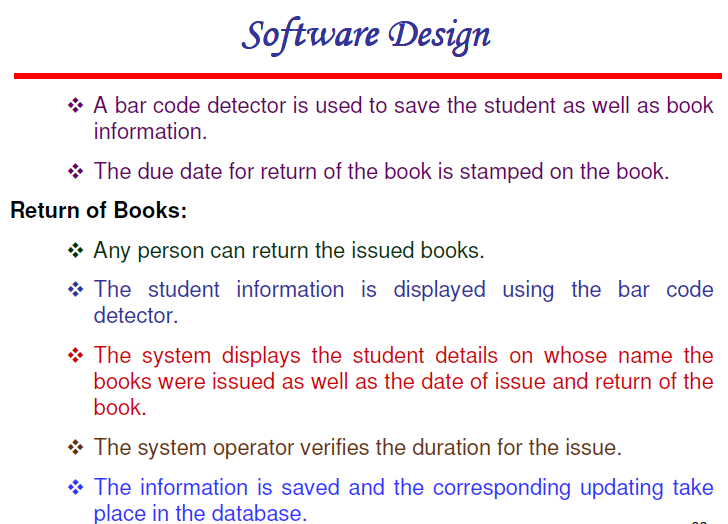 Software Design
❖ A bar code detector is used to save the student as well as book
information.
❖ The due date for return of the book is stamped on the book.
Return of Books:
❖ Any person can return the issued books.
❖ The student information is displayed using the bar code
detector.
❖ The system displays the student details on whose name the
books were issued as well as the date of issue and return of the
book.
❖ The system operator verifies the duration for the issue.
❖ The information is saved and the corresponding updating take
place in the database.